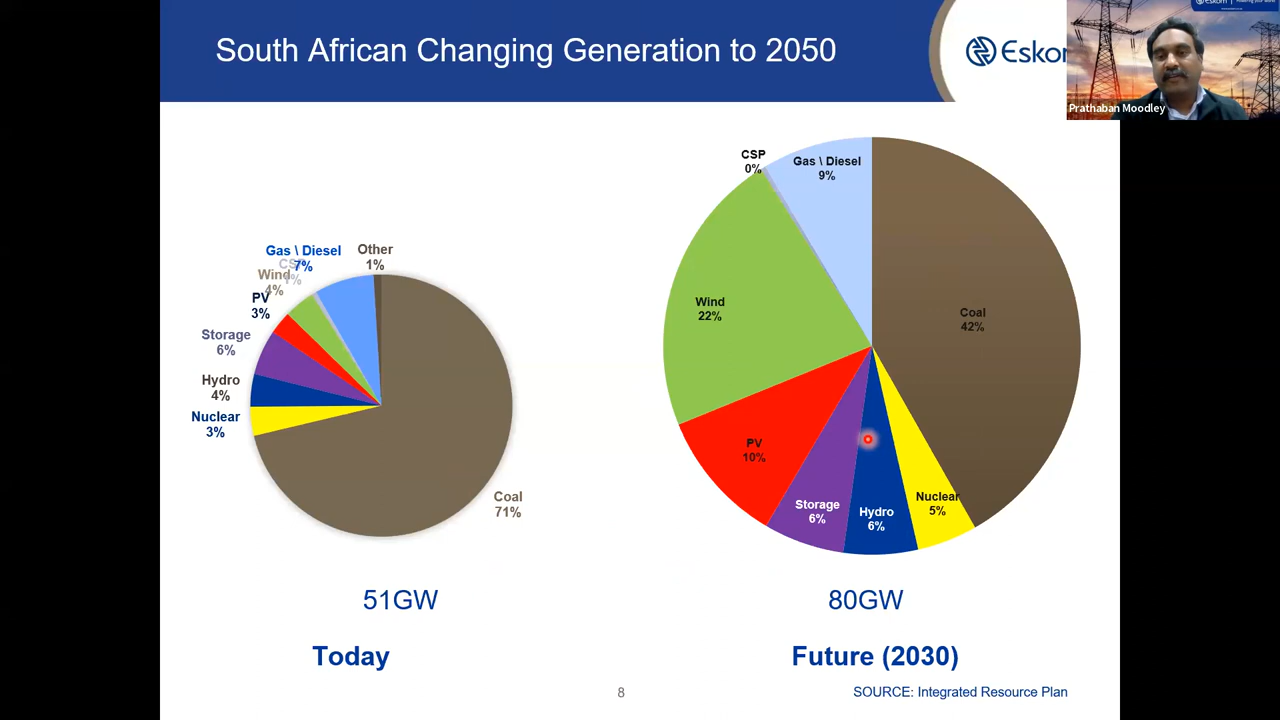 South African Changing Generation to 2050
Eskom
Prathaban Moodley
Gas \ Diesel
7%
Other
1%
Wind
4%
PV
3%
Storage
6%
Hydro
4%
Nuclear
3%
Coal
71%
51GW
Today
CSP
0%
Gas \ Diesel
9%
Wind
22%
Coal
42%
PV
10%
Storage
6%
Hydro
6%
Nuclear
5%
80GW
Future (2030)
8
SOURCE: Integrated Resource Plan